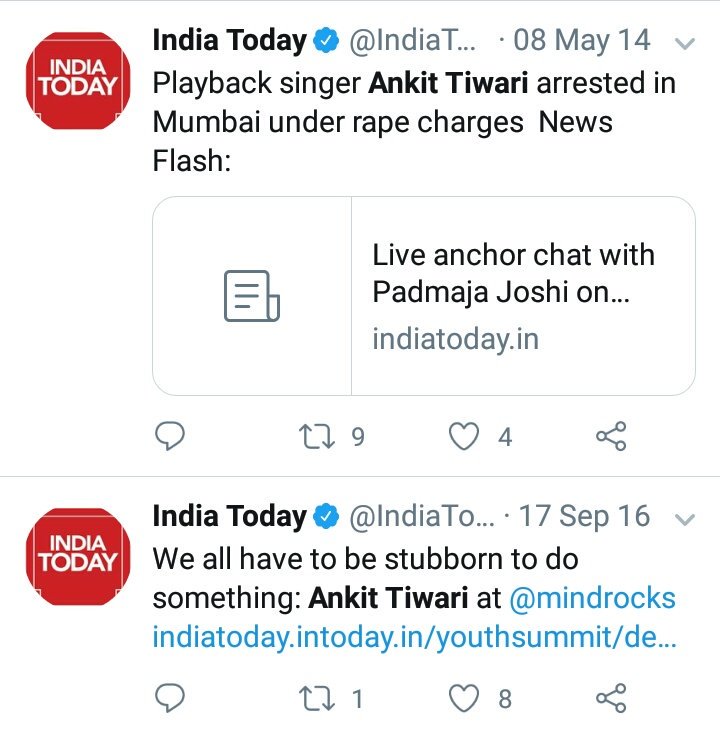 INDIA
TODAY
India Today @IndiaT... · 08 May 14
Playback singer Ankit Tiwari arrested in
Mumbai under rape charges News
Flash:
Live anchor chat with
Padmaja Joshi on...
indiatoday.in
9
4
INDIA
TODAY
India Today @IndiaTo... · 17 Sep 16
We all have to be stubborn to do
something: Ankit Tiwari at @mindrocks
indiatoday.intoday.in/youthsummit/de...
1
8